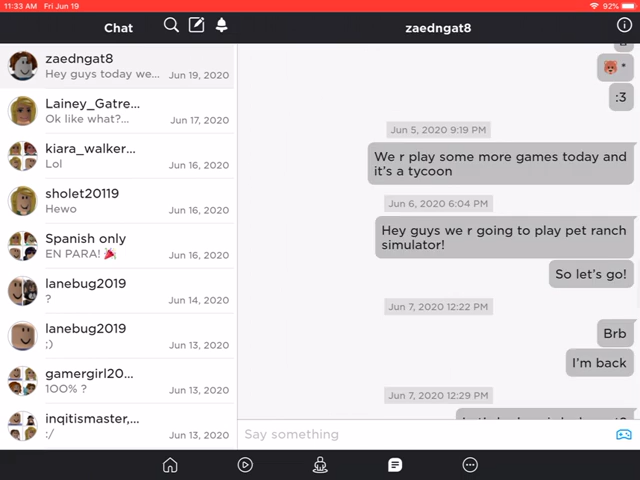 11:33 AM Fri Jun 19
92%
Chat
zaedngat8
zaedngat8
Hey guys today we...
Jun 19, 2020
Lainey_Gatre...
Ok like what?...
Jun 17, 2020
kiara_walker...
Lol
Jun 16, 2020
sholet20119
Hewo
Jun 16, 2020
Spanish only
EN PARA! 🎉
Jun 16, 2020
lanebug2019
?
Jun 14, 2020
lanebug2019
;)
Jun 13, 2020
gamergirl20...
100% ?
Jun 13, 2020
inqitismaster,...
:/
Jun 13, 2020
🐻 *
:3
Jun 5, 2020 9:19 PM
We r play some more games today and
it's a tycoon
Jun 6, 2020 6:04 PM
Hey guys we r going to play pet ranch
simulator!
So let's go!
Jun 7, 2020 12:22 PM
Brb
I'm back
Jun 7, 2020 12:29 PM
Say something